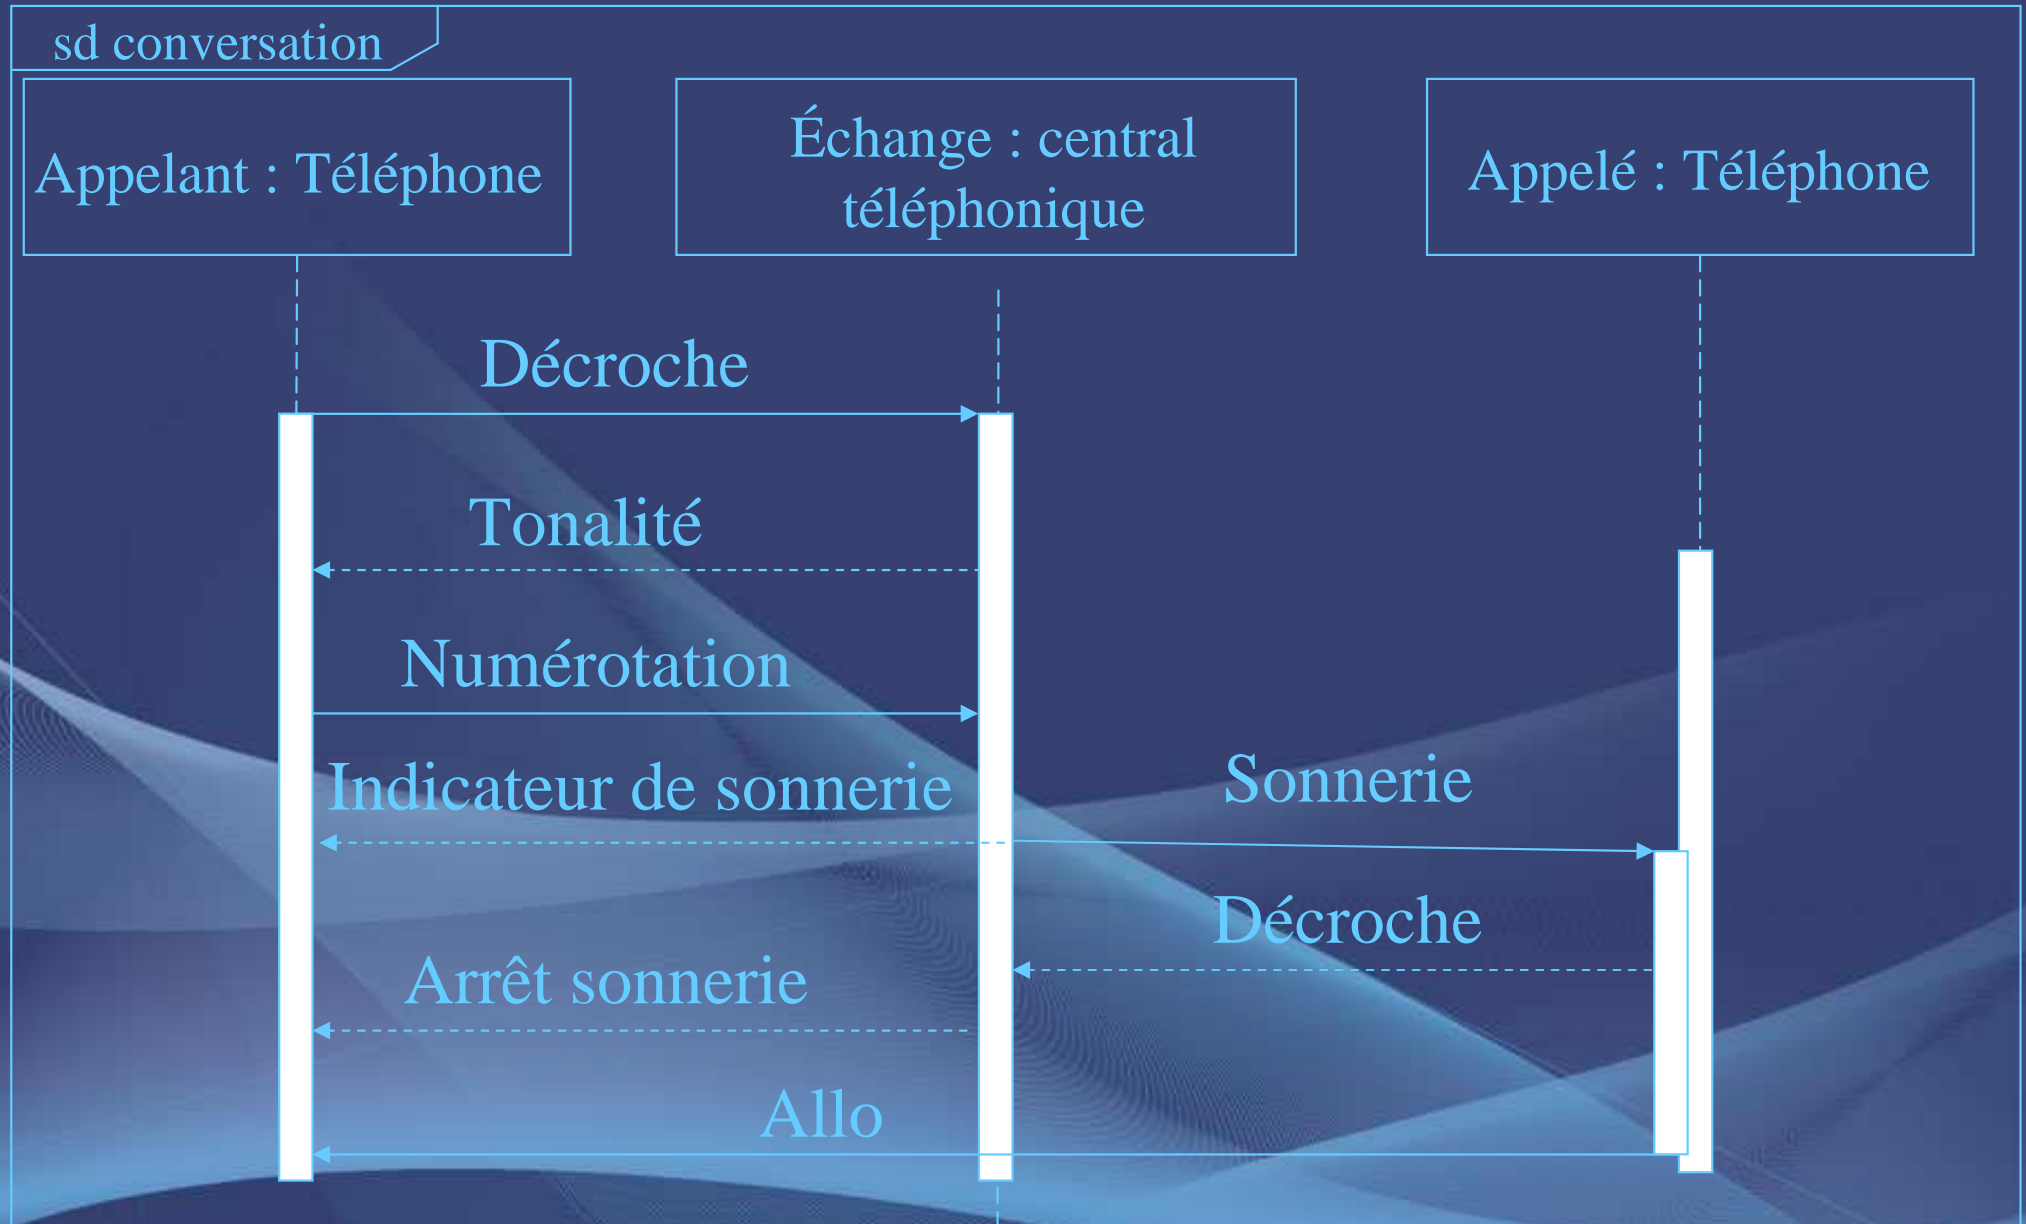 sd conversation
Appelant : Téléphone
Échange : central
téléphonique
Appelé : Téléphone
Décroche
Tonalité
Numérotation
Indicateur de sonnerie
Sonnerie
Décroche
Arrêt sonnerie
Allo